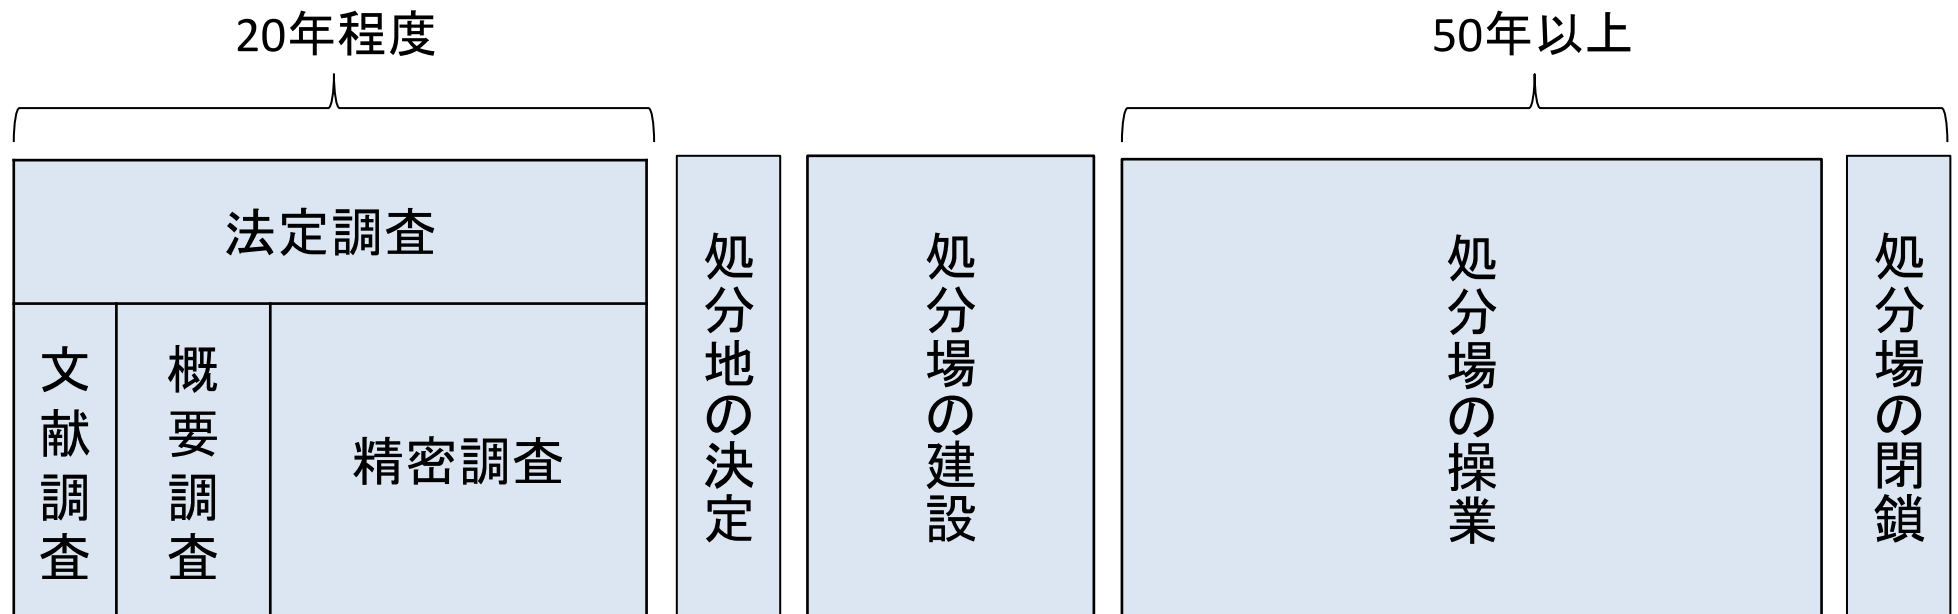 20年程度
50年以上
法定調査
文献調査
概要調査
精密調査
処分地の決定
処分場の建設
処分場の操業
処分場の閉鎖